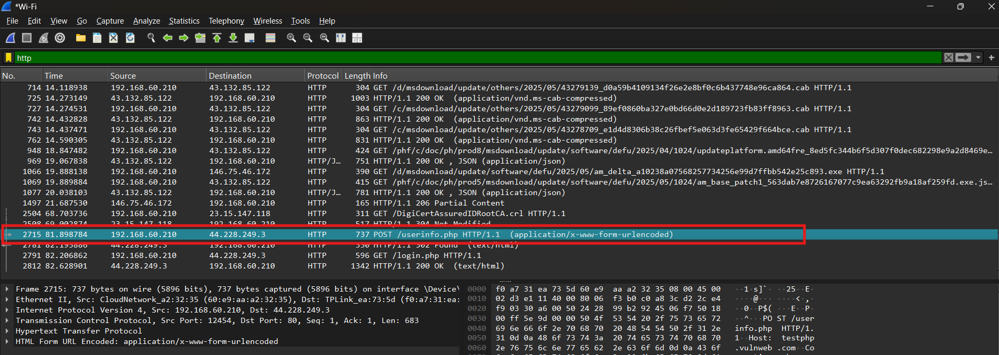 *Wi-Fi
File Edit View Go Capture Analyze Statistics Telephony Wireless Tools Help
http
No. Time Source Destination Protocol Length Info
714 14.118938 192.168.60.210 43.132.85.122 HTTP 304 GET /d/msdownload/update/others/2025/05/43279139_d0a59b4109134f26e2e8bf0c6b437748e96ca864.cab HTTP/1.1
725 14.273149 43.132.85.122 192.168.60.210 HTTP 1003 HTTP/1.1 200 OK (application/vnd.ms-cab-compressed)
727 14.274531 192.168.60.210 43.132.85.122 HTTP 304 GET /c/msdownload/update/others/2025/05/43279099_89ef0860ba327e0bd66d0e2d189723fb83ff8963.cab HTTP/1.1
742 14.432828 43.132.85.122 192.168.60.210 HTTP 863 HTTP/1.1 200 OK (application/vnd.ms-cab-compressed)
743 14.437471 192.168.60.210 43.132.85.122 HTTP 304 GET /c/msdownload/update/others/2025/05/43278709_e1d4d8306b38c26fbef5e063d3fe65429f664bce.cab HTTP/1.1
762 14.590305 43.132.85.122 192.168.60.210 HTTP 831 HTTP/1.1 200 OK (application/vnd.ms-cab-compressed)
948 18.847482 192.168.60.210 43.132.85.122 HTTP 424 GET /phf/c/doc/ph/prod8/msdownload/update/software/defu/2025/04/1024/updateplatform.amd64fre_8ed5fc344b6f5d307f0dec682298e9a2d8469e…
969 19.067838 43.132.85.122 192.168.60.210 HTTP/J… 751 HTTP/1.1 200 OK , JSON (application/json)
1066 19.888138 192.168.60.210 146.75.46.172 HTTP 390 GET /d/msdownload/update/software/defu/2025/05/am_delta_a10238a07568257734256e99d7ffbb542e25c893.exe HTTP/1.1
1069 19.889884 192.168.60.210 43.132.85.122 HTTP 415 GET /phf/c/doc/ph/prod5/msdownload/update/software/defu/2025/05/1024/am_base_patch1_563dab7e8726167077c9ea63292fb9a18af259fd.exe.js…
1077 20.038103 43.132.85.122 192.168.60.210 HTTP/J… 781 HTTP/1.1 200 OK , JSON (application/json)
1497 21.687530 146.75.46.172 192.168.60.210 HTTP 165 HTTP/1.1 206 Partial Content
2504 68.703736 192.168.60.210 23.15.147.118 HTTP 311 GET /DigiCertAssuredIDRootCA.crl HTTP/1.1
2508 69.002874 23.15.147.118 192.168.60.210 HTTP 517 HTTP/1.1 304 Not Modified
2715 81.898784 192.168.60.210 44.228.249.3 HTTP 737 POST /userinfo.php HTTP/1.1 (application/x-www-form-urlencoded)
2781 82.193886 44.228.249.3 192.168.60.210 HTTP 330 HTTP/1.1 302 Found (text/html)
2791 82.206862 192.168.60.210 44.228.249.3 HTTP 596 GET /login.php HTTP/1.1
2812 82.628901 44.228.249.3 192.168.60.210 HTTP 1342 HTTP/1.1 200 OK (text/html)
Frame 2715: 737 bytes on wire (5896 bits), 737 bytes captured (5896 bits) on interface \Device\
Ethernet II, Src: CloudNetwork_a2:32:35 (60:e9:aa:a2:32:35), Dst: TPLink_ea:73:5d (f0:a7:31:ea:
Internet Protocol Version 4, Src: 192.168.60.210, Dst: 44.228.249.3
Transmission Control Protocol, Src Port: 12454, Dst Port: 80, Seq: 1, Ack: 1, Len: 683
Hypertext Transfer Protocol
HTML Form URL Encoded: application/x-www-form-urlencoded
0000 f0 a7 31 ea 73 5d 60 e9 aa a2 32 35 08 00 45 00 ··1·s]`· ··25··E·
0010 02 d3 e1 11 40 00 80 06 f3 b0 c0 a8 3c d2 2c e4 ····@··· ····<·,·
0020 f9 03 30 a6 00 50 24 28 99 b2 92 45 06 f7 50 18 ··0··P$( ···E··P·
0030 00 ff 5e 9d 00 00 50 4f 53 54 20 2f 75 73 65 72 ··^···PO ST /user
0040 69 6e 66 6f 2e 70 68 70 20 48 54 54 50 2f 31 2e info.php HTTP/1.
0050 31 0d 0a 48 6f 73 74 3a 20 74 65 73 74 70 68 70 1··Host: testphp
0060 2e 76 75 6c 6e 77 65 62 2e 63 6f 6d 0d 0a 43 6f .vulnweb .com··Co